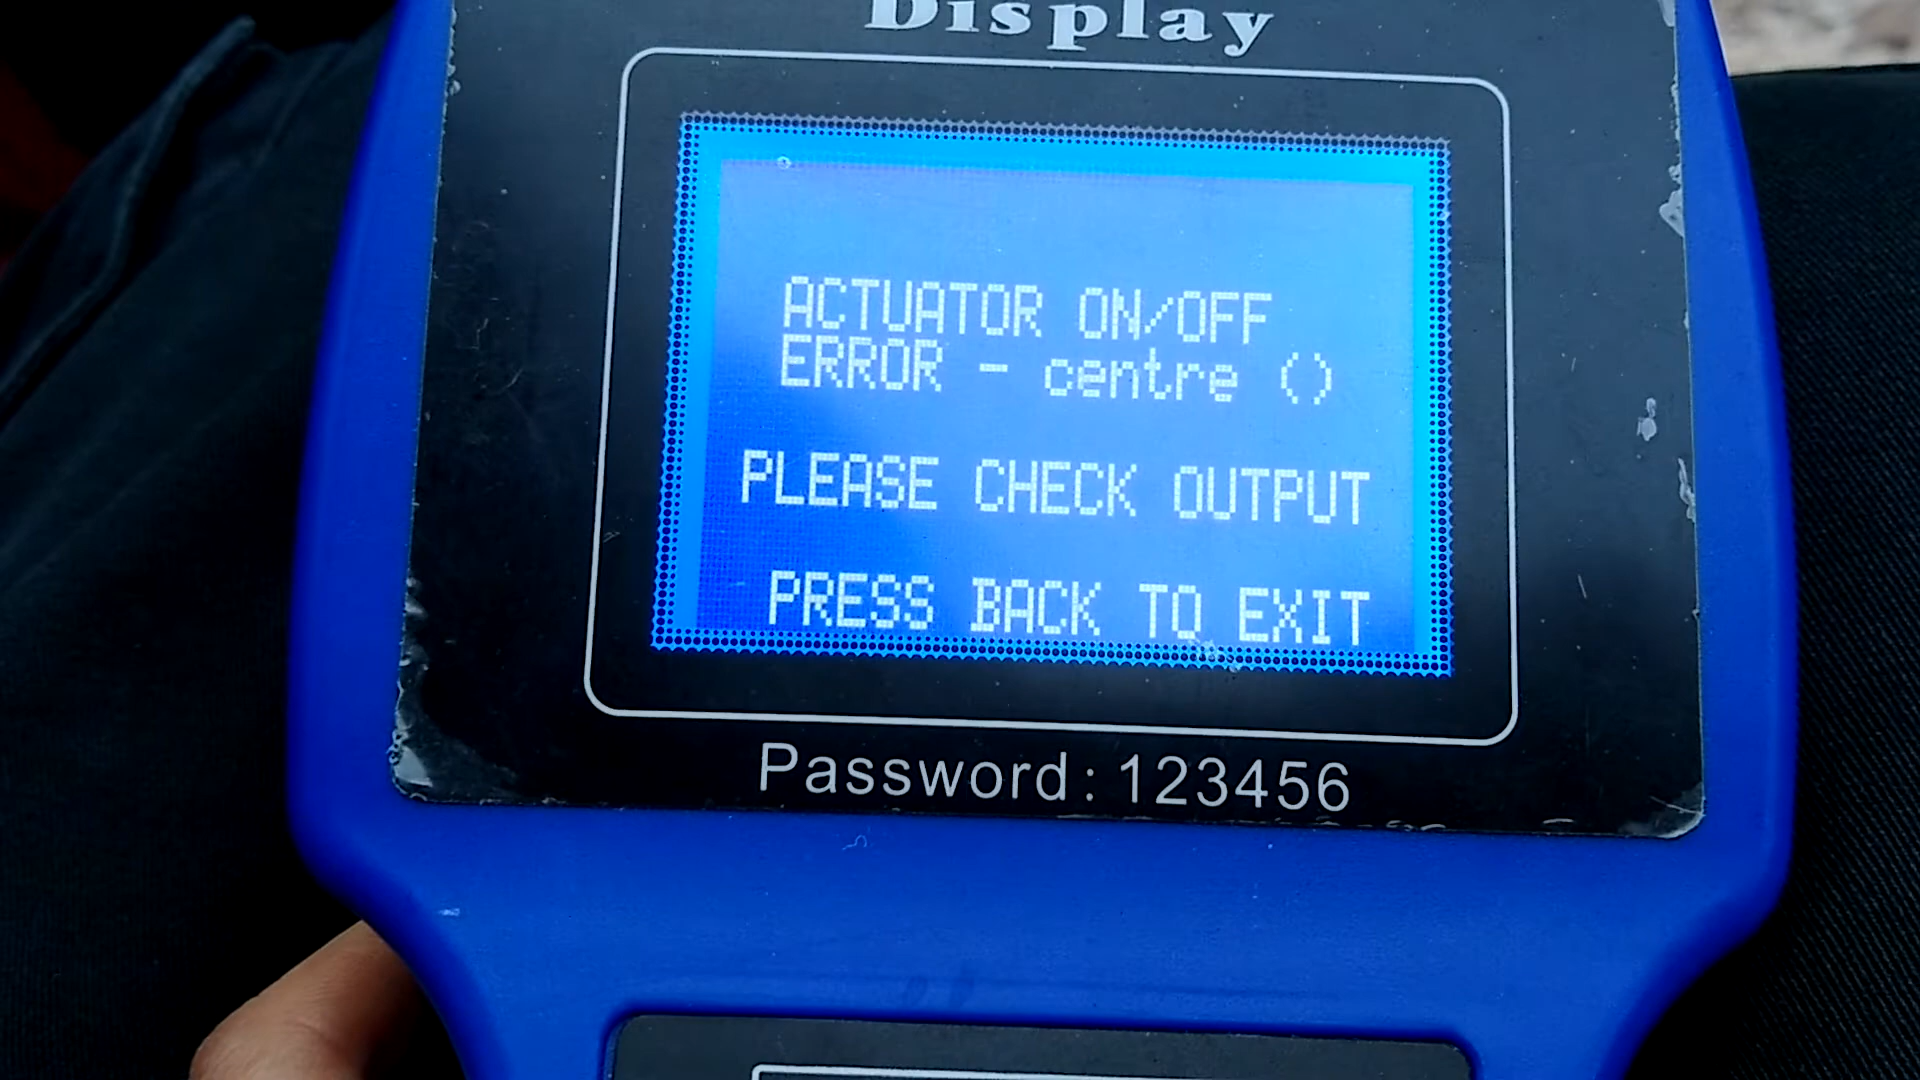 Display
ACTUATOR ON/OFF
ERROR - centre ()
PLEASE CHECK OUTPUT
PRESS BACK TO EXIT
Password: 123456